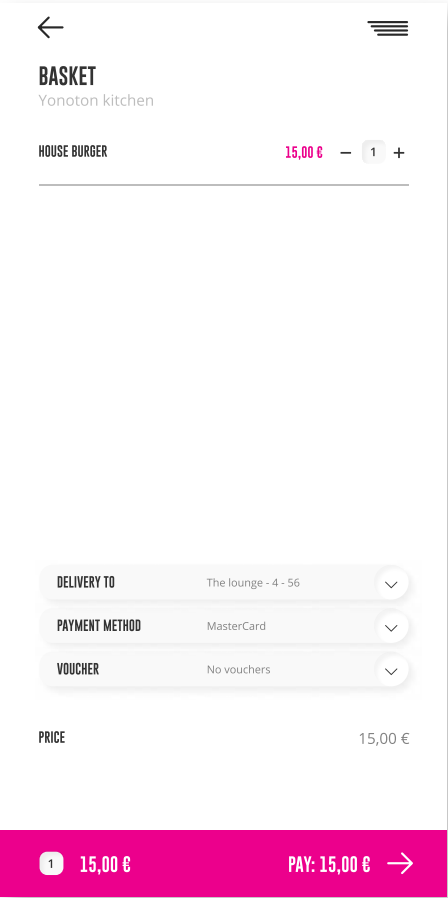 BASKET
Yonoton kitchen
HOUSE BURGER 15,00 € − 1 +
DELIVERY TO The lounge - 4 - 56
PAYMENT METHOD MasterCard
VOUCHER No vouchers
PRICE 15,00 €
1 15,00 € PAY: 15,00 €